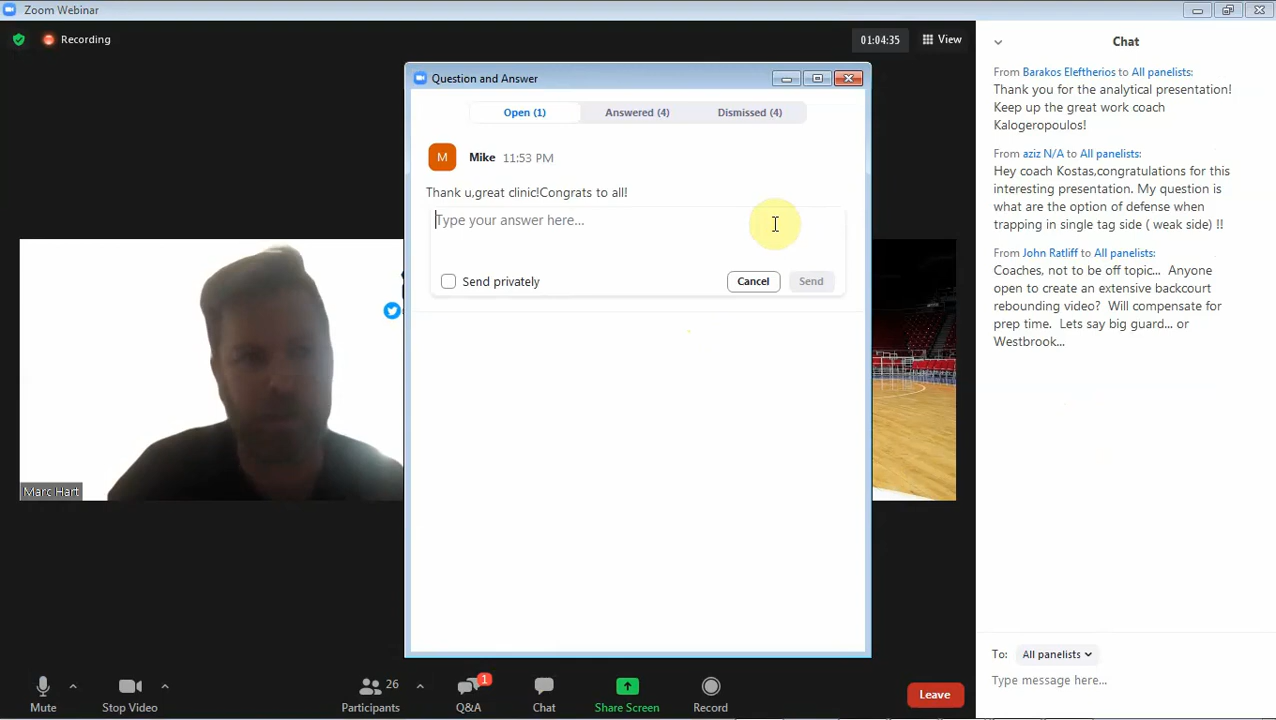 Zoom Webinar
Recording
01:04:35
View
Question and Answer
Open (1)
Answered (4)
Dismissed (4)
M
Mike 11:53 PM
Thank u,great clinic!Congrats to all!
Type your answer here...
Send privately
Cancel
Send
Marc Hart
Chat
From Barakos Eleftherios to All panelists:
Thank you for the analytical presentation!
Keep up the great work coach
Kalogeropoulos!
From aziz N/A to All panelists:
Hey coach Kostas,congratulations for this
interesting presentation. My question is
what are the option of defense when
trapping in single tag side ( weak side) !!
From John Ratliff to All panelists:
Coaches, not to be off topic... Anyone
open to create an extensive backcourt
rebounding video? Will compensate for
prep time. Lets say big guard... or
Westbrook...
To: All panelists
Type message here...
Mute
Stop Video
26
Participants
1
Q&A
Chat
Share Screen
Record
Leave